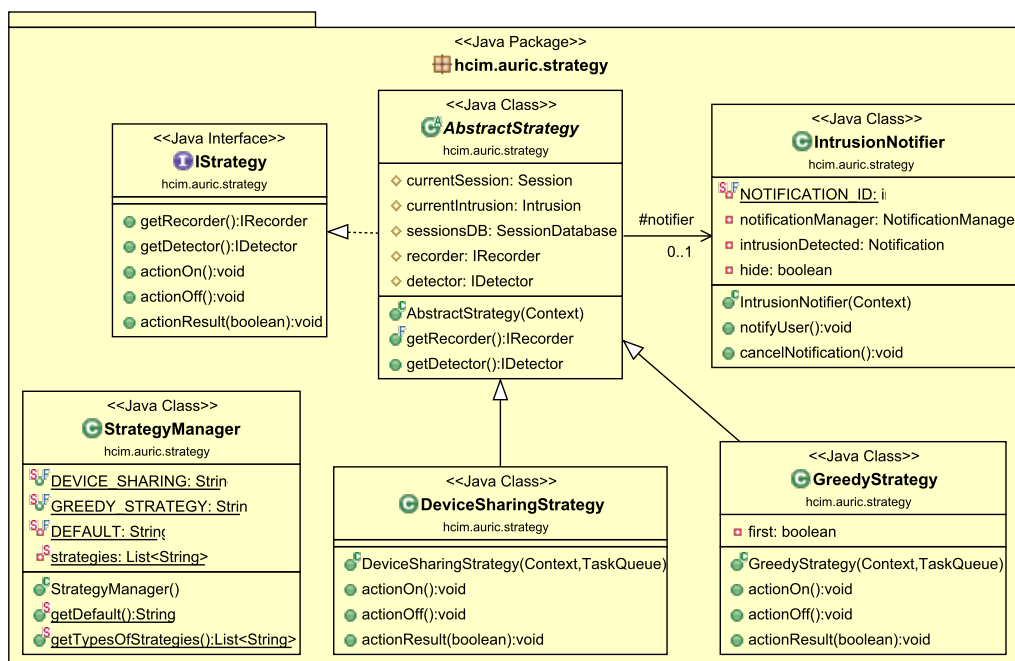 <<Java Package>>
hcim.auric.strategy
<<Java Interface>>
IStrategy
hcim.auric.strategy
getRecorder():IRecorder
getDetector():IDetector
actionOn():void
actionOff():void
actionResult(boolean):void
<<Java Class>>
AbstractStrategy
hcim.auric.strategy
currentSession: Session
currentIntrusion: Intrusion
sessionsDB: SessionDatabase
recorder: IRecorder
detector: IDetector
AbstractStrategy(Context)
getRecorder():IRecorder
getDetector():IDetector
#notifier
0..1
<<Java Class>>
IntrusionNotifier
hcim.auric.strategy
NOTIFICATION_ID:
notificationManager: NotificationManage
intrusionDetected: Notification
hide: boolean
IntrusionNotifier(Context)
notifyUser():void
cancelNotification():void
<<Java Class>>
StrategyManager
hcim.auric.strategy
DEVICE_SHARING: Strin
GREEDY_STRATEGY: Strin
DEFAULT: String
strategies: List<String>
StrategyManager()
getDefault():String
getTypesOfStrategies():List<String>
<<Java Class>>
DeviceSharingStrategy
hcim.auric.strategy
DeviceSharingStrategy(Context,TaskQueue)
actionOn():void
actionOff():void
actionResult(boolean):void
<<Java Class>>
GreedyStrategy
hcim.auric.strategy
first: boolean
GreedyStrategy(Context,TaskQueue)
actionOn():void
actionOff():void
actionResult(boolean):void